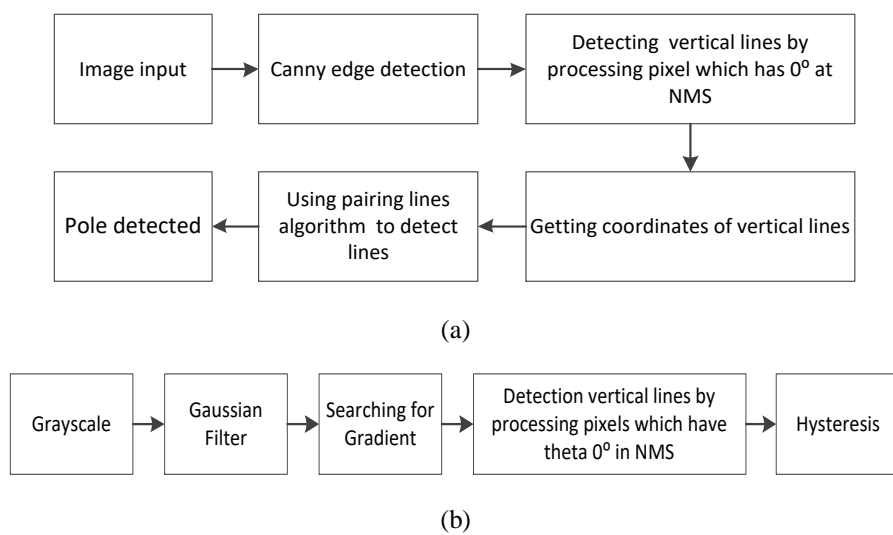 Image input
Canny edge detection
Detecting vertical lines by
processing pixel which has 0⁰ at
NMS
Pole detected
Using pairing lines
algorithm to detect
lines
Getting coordinates of vertical lines
(a)
Grayscale
Gaussian
Filter
Searching for
Gradient
Detection vertical lines by
processing pixels which have
theta 0⁰ in NMS
Hysteresis
(b)